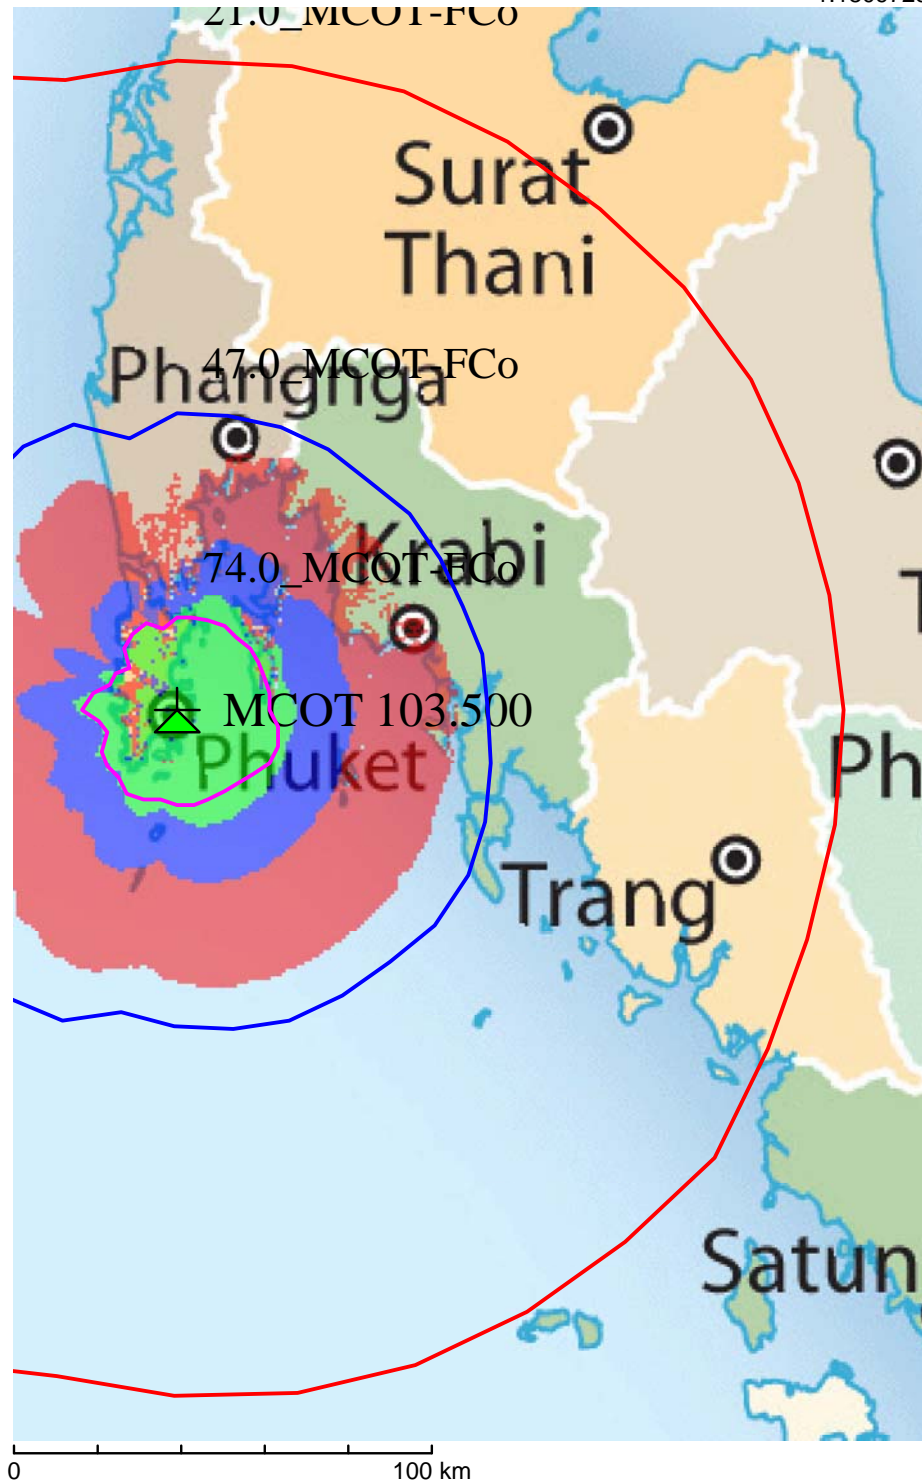 21.0_MCOT-FCo
Surat
Thani
47.0_MCOT-FCo
Phangnga
Krabi
74.0_MCOT-FCo
T
MCOT 103.500
Phuket
Ph
Trang
Satun
0
100 km